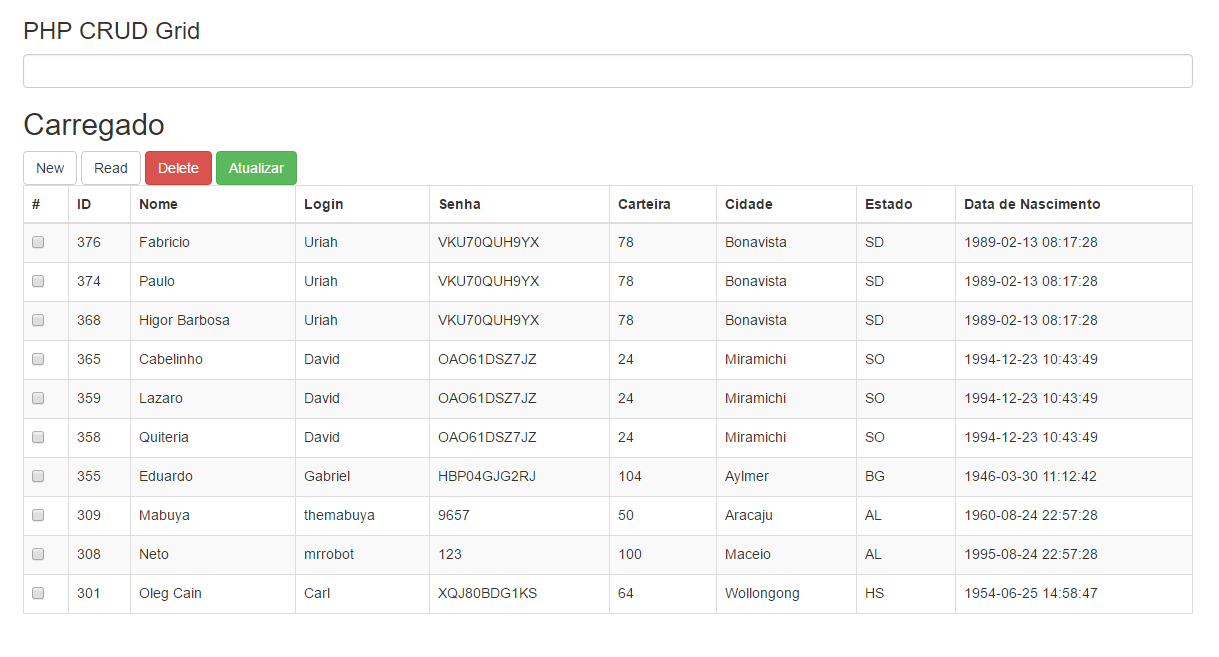 PHP CRUD Grid
Carregado
New Read Delete Atualizar
# ID Nome Login Senha Carteira Cidade Estado Data de Nascimento
376 Fabricio Uriah VKU70QUH9YX 78 Bonavista SD 1989-02-13 08:17:28
374 Paulo Uriah VKU70QUH9YX 78 Bonavista SD 1989-02-13 08:17:28
368 Higor Barbosa Uriah VKU70QUH9YX 78 Bonavista SD 1989-02-13 08:17:28
365 Cabelinho David OAO61DSZ7JZ 24 Miramichi SO 1994-12-23 10:43:49
359 Lazaro David OAO61DSZ7JZ 24 Miramichi SO 1994-12-23 10:43:49
358 Quiteria David OAO61DSZ7JZ 24 Miramichi SO 1994-12-23 10:43:49
355 Eduardo Gabriel HBP04GJG2RJ 104 Aylmer BG 1946-03-30 11:12:42
309 Mabuya themabuya 9657 50 Aracaju AL 1960-08-24 22:57:28
308 Neto mrrobot 123 100 Maceio AL 1995-08-24 22:57:28
301 Oleg Cain Carl XQJ80BDG1KS 64 Wollongong HS 1954-06-25 14:58:47